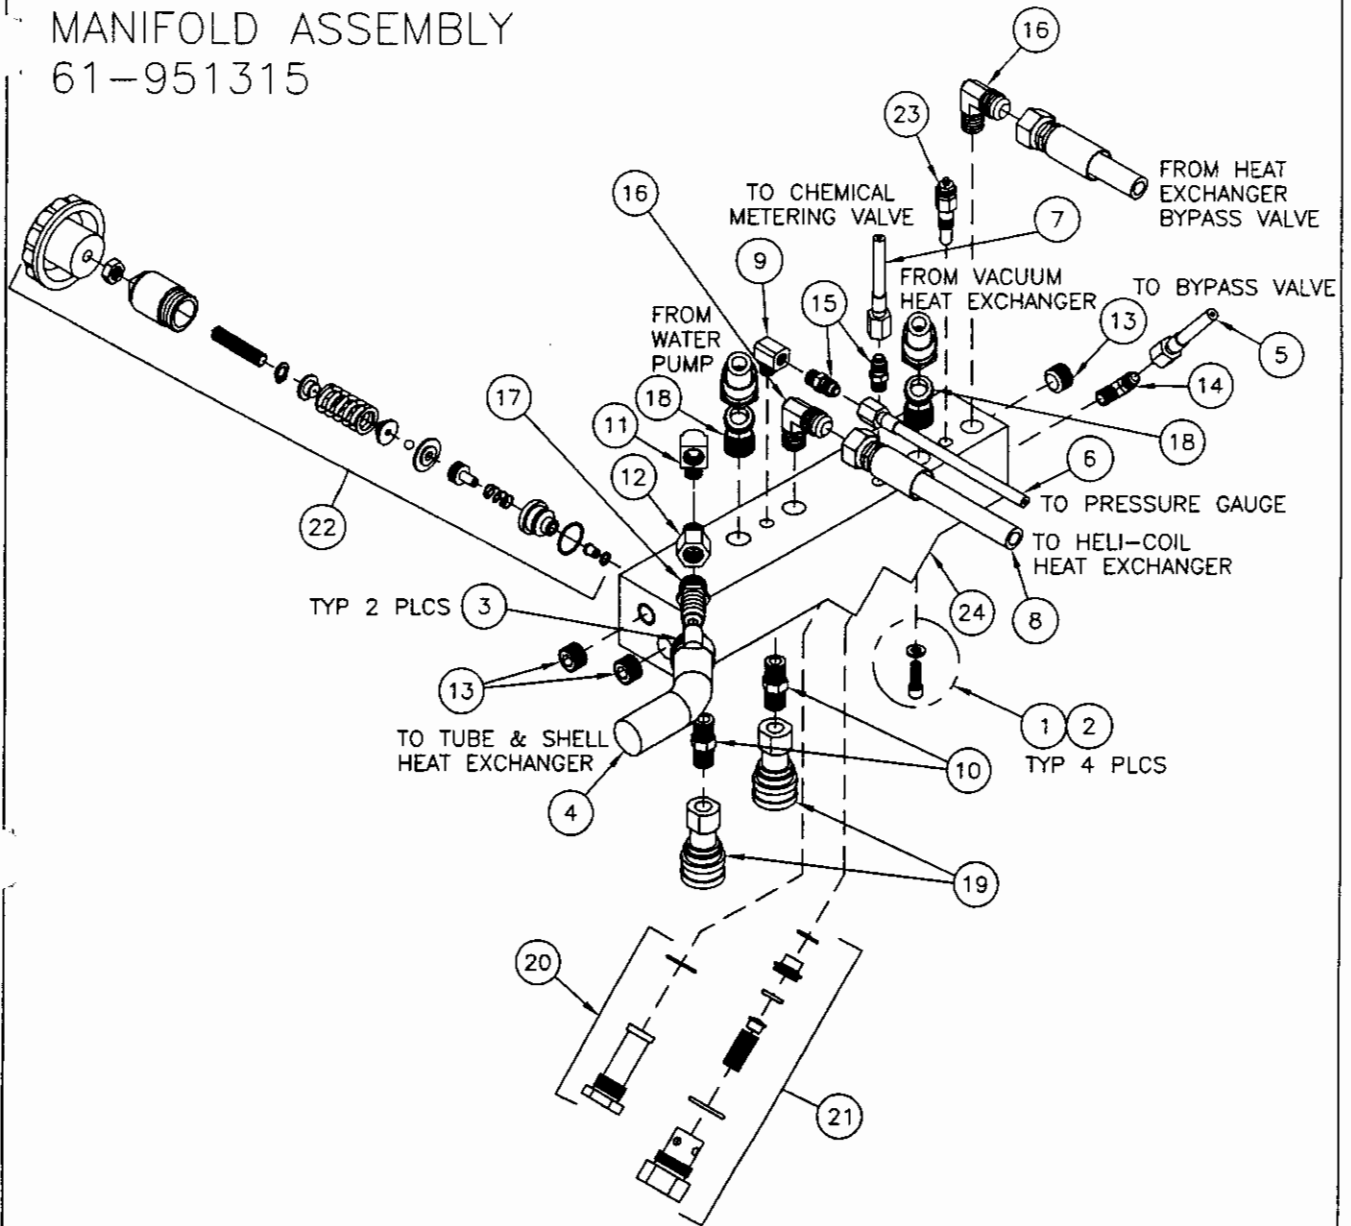 MANIFOLD ASSEMBLY
61-951315
16
23
FROM HEAT
EXCHANGER
BYPASS VALVE
TO CHEMICAL
METERING VALVE
16
7
9
FROM VACUUM
HEAT EXCHANGER
TO BYPASS VALVE
15
13
FROM
WATER
PUMP
5
17
18
14
11
18
12
6
22
TO PRESSURE GAUGE
TO HELI-COIL
HEAT EXCHANGER
TYP 2 PLCS
3
24
8
13
1
2
TYP 4 PLCS
TO TUBE & SHELL
HEAT EXCHANGER
10
4
19
20
21